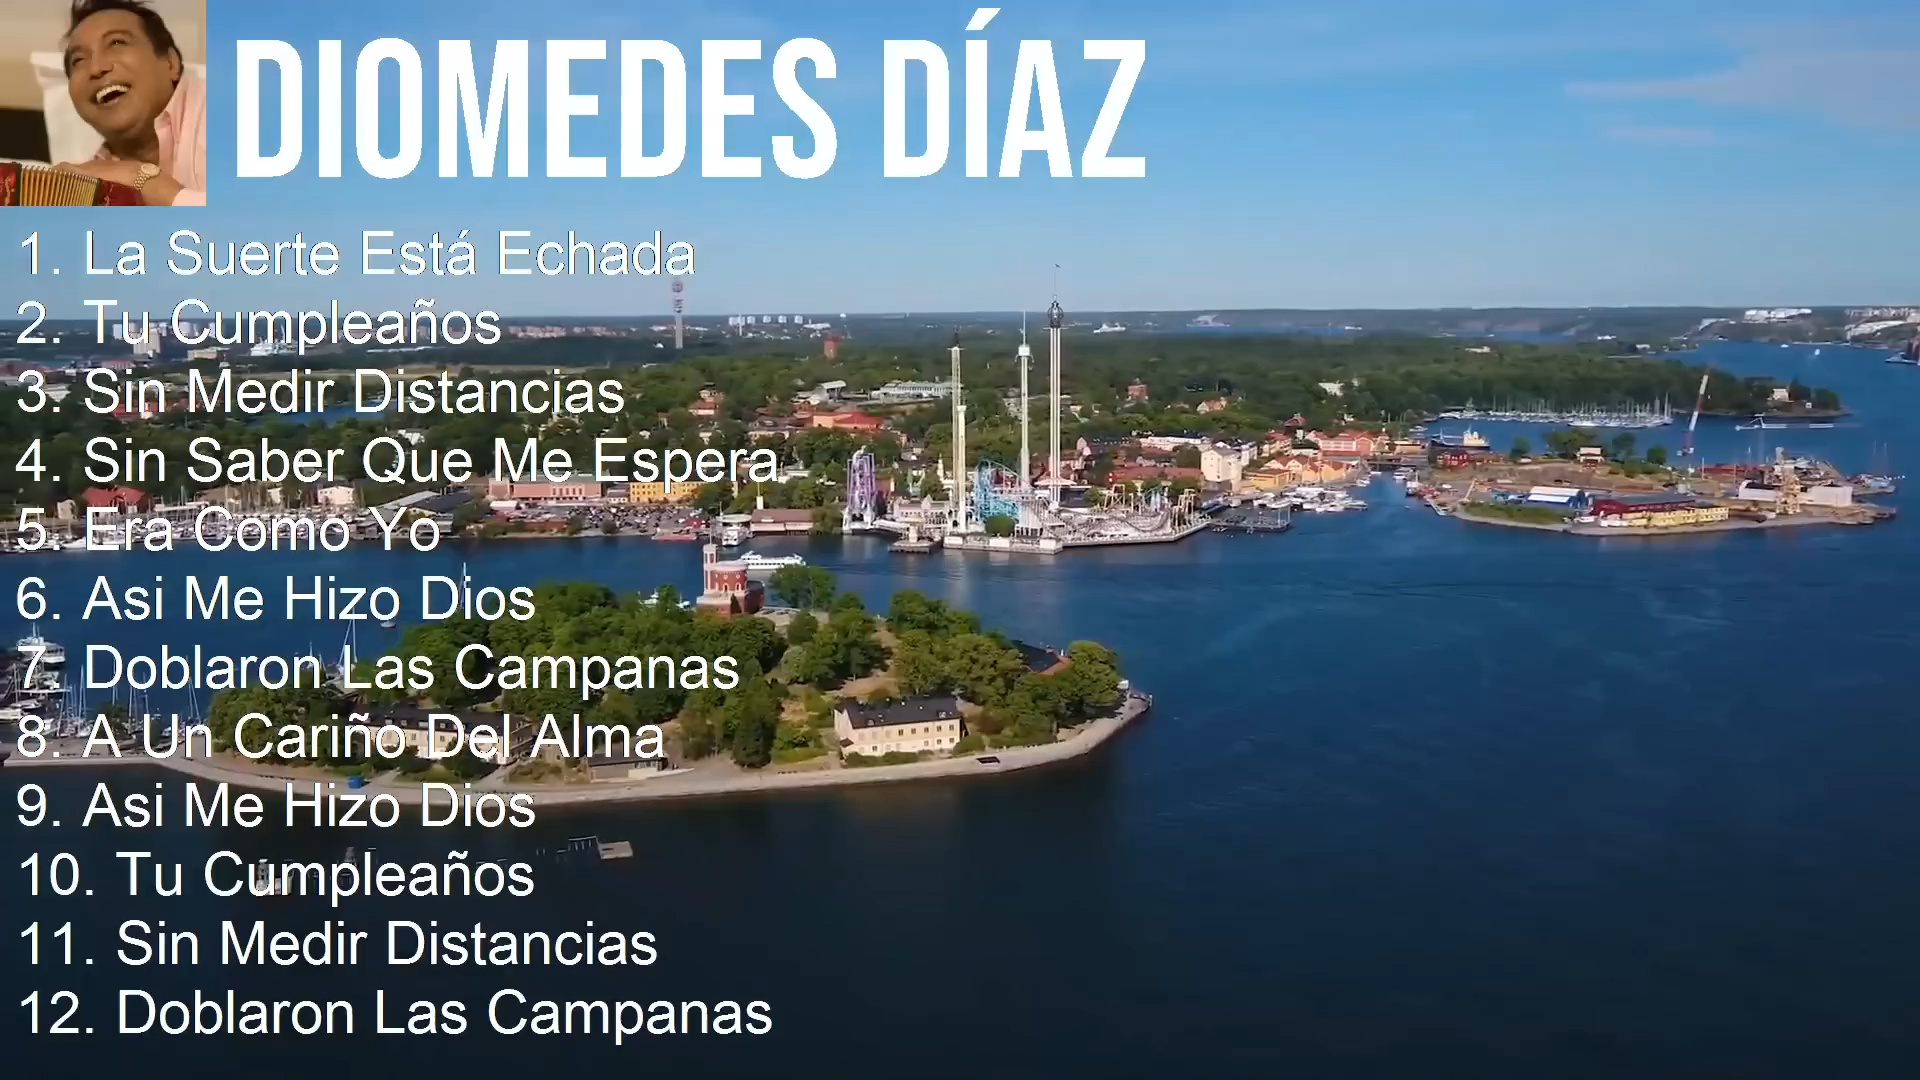 DIOMEDES DÍAZ
1. La Suerte Está Echada
2. Tu Cumpleaños
3. Sin Medir Distancias
4. Sin Saber Que Me Espera
5. Era Como Yo
6. Asi Me Hizo Dios
7. Doblaron Las Campanas
8. A Un Cariño Del Alma
9. Asi Me Hizo Dios
10. Tu Cumpleaños
11. Sin Medir Distancias
12. Doblaron Las Campanas